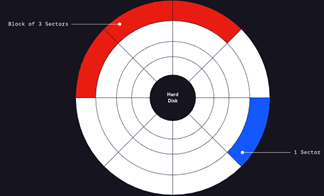 Block of 3 Sectors
Hard
Disk
1 Sector